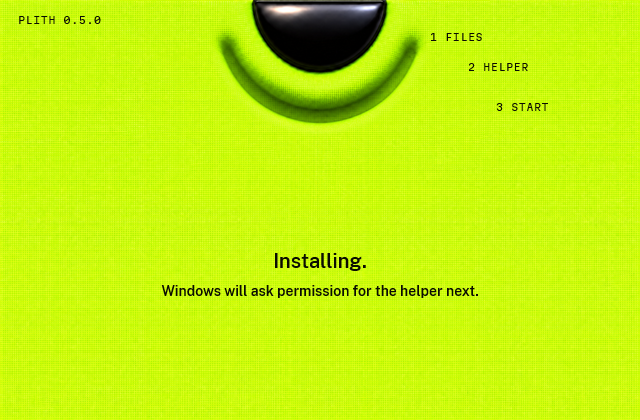 PLITH 0.5.0
1 FILES
2 HELPER
3 START
Installing.
Windows will ask permission for the helper next.